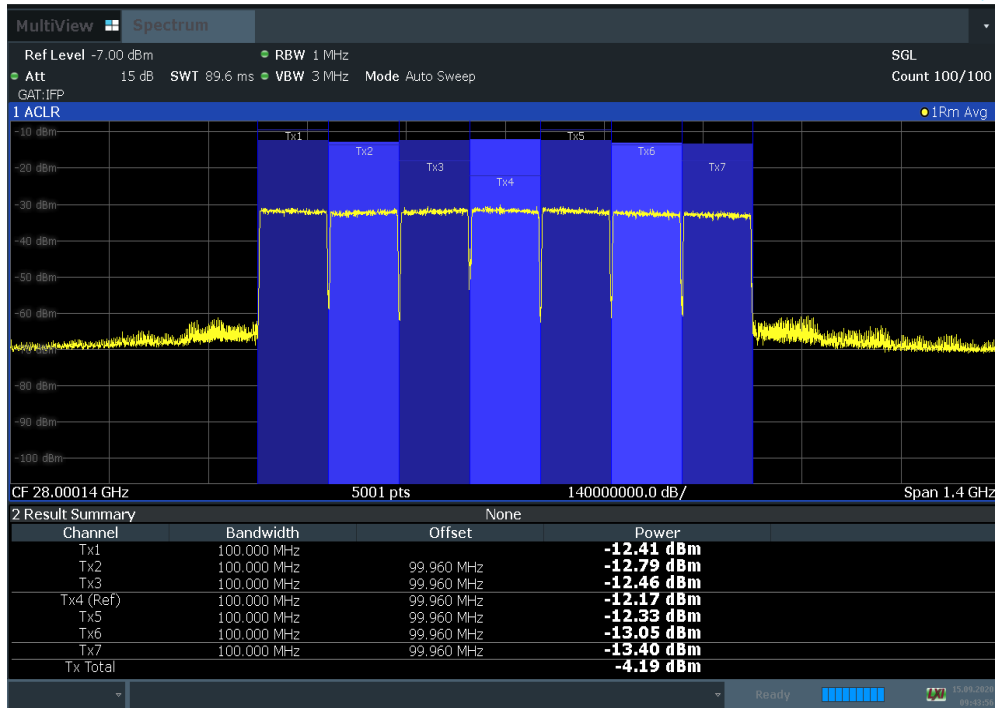 MultiView Spectrum
Ref Level -7.00 dBm RBW 1 MHz SGL
Att 15 dB SWT 89.6 ms VBW 3 MHz Mode Auto Sweep Count 100/100
GAT:IFP
1 ACLR 1Rm Avg
-10 dBm
Tx1 Tx5
Tx2 Tx6
-20 dBm Tx3 Tx7
Tx4
-30 dBm
-40 dBm
-50 dBm
-60 dBm
-80 dBm
-90 dBm
-100 dBm
CF 28.00014 GHz 5001 pts 140000000.0 dB/ Span 1.4 GHz
2 Result Summary None
Channel Bandwidth Offset Power
Tx1 100.000 MHz -12.41 dBm
Tx2 100.000 MHz 99.960 MHz -12.79 dBm
Tx3 100.000 MHz 99.960 MHz -12.46 dBm
Tx4 (Ref) 100.000 MHz 99.960 MHz -12.17 dBm
Tx5 100.000 MHz 99.960 MHz -12.33 dBm
Tx6 100.000 MHz 99.960 MHz -13.05 dBm
Tx7 100.000 MHz 99.960 MHz -13.40 dBm
Tx Total -4.19 dBm
Ready LXI 15.09.2020
09:43:56